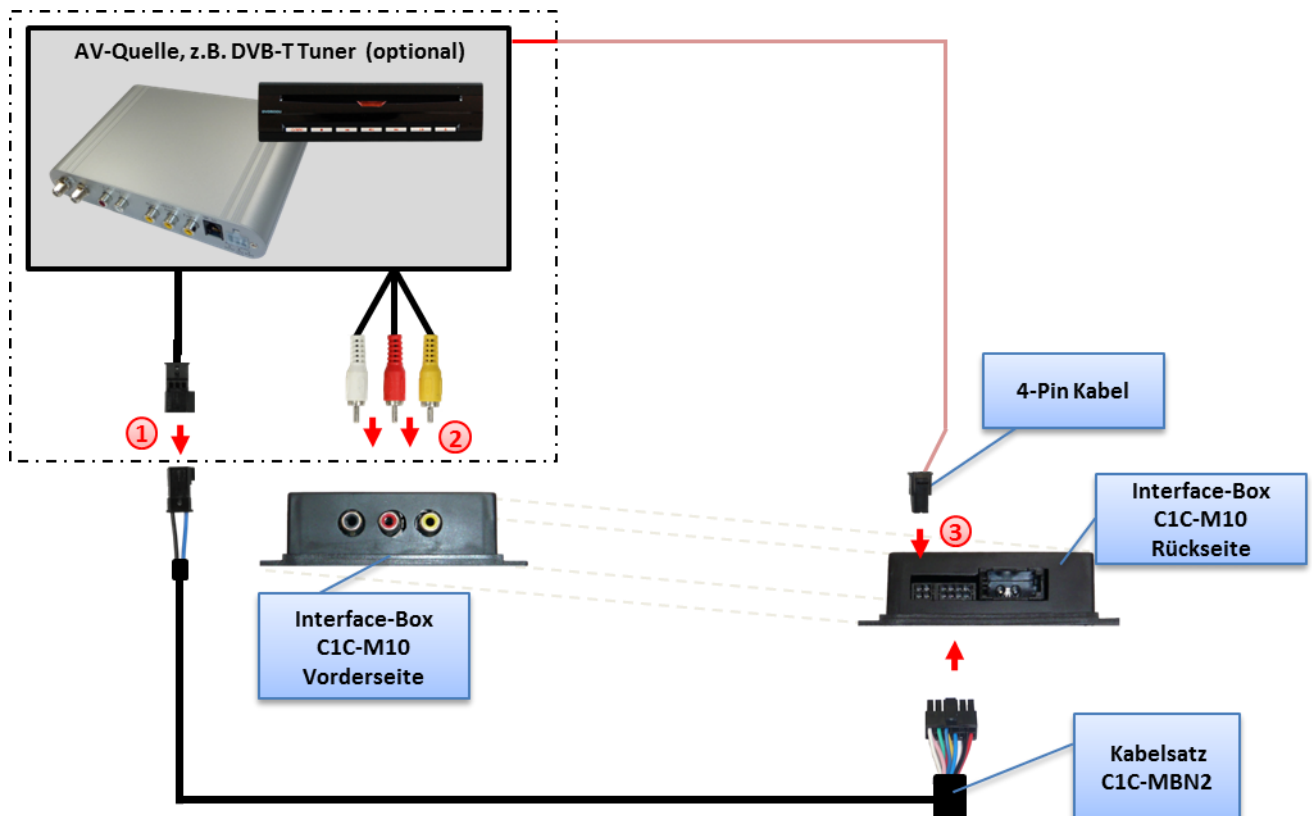 AV-Quelle, z.B. DVB-T Tuner (optional)
1
2
4-Pin Kabel
3
Interface-Box
C1C-M10
Rückseite
Interface-Box
C1C-M10
Vorderseite
Kabelsatz
C1C-MBN2